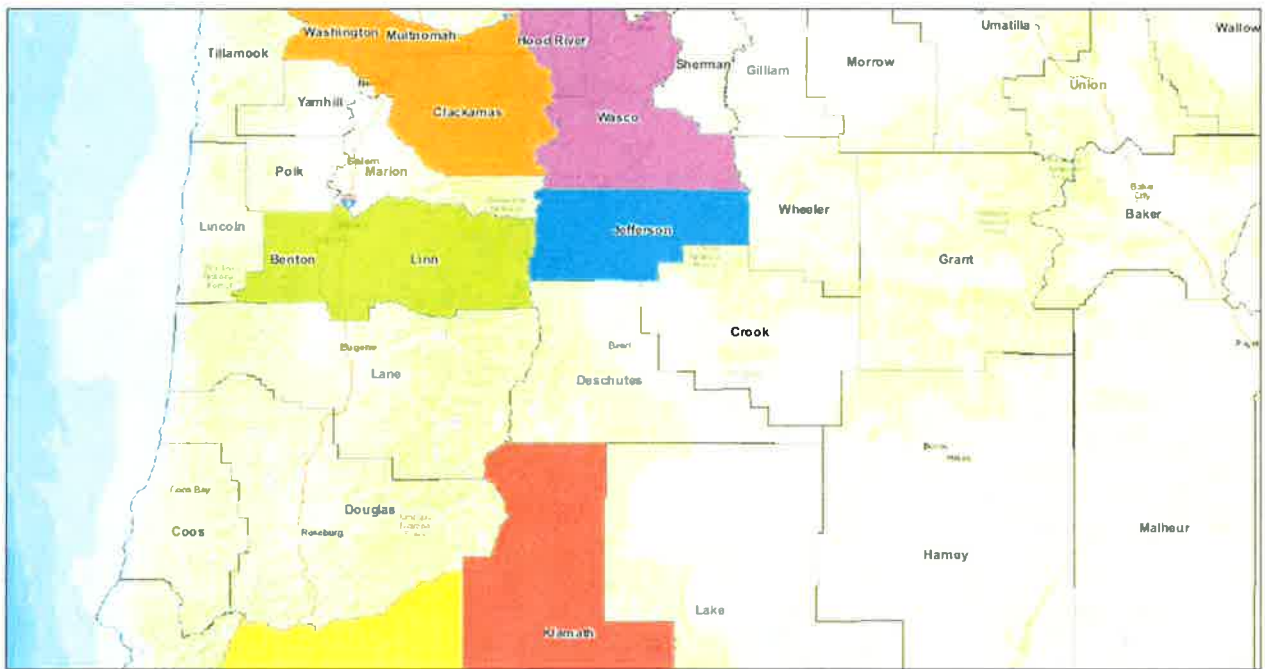 Washington
Multnomah
Hood River
Umatilla
Wallow
Tillamook
Sherman
Gilliam
Morrow
Union
Yamhill
Clackamas
Wasco
Salem
Polk
Marion
Baker
City
Baker
Lincoln
Wheeler
Jefferson
Benton
Linn
Grant
Crook
Bend
Eugene
Lane
Deschutes
Burns
Hines
Coos Bay
Douglas
Coos
Roseburg
Malheur
Harney
Lake
Klamath